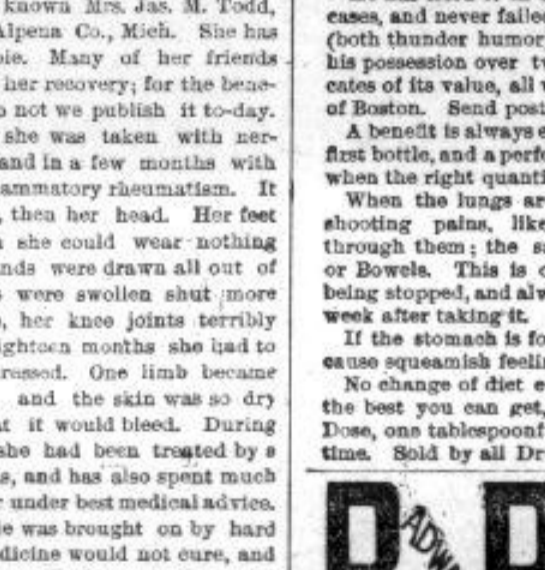 known Mrs. Jas. M. Todd,
Alpena Co., Mich. She has
ie. Many of her friends
her recovery; for the bene-
not we publish it to-day.
she was taken with ner-
and in a few months with
ammatory rheumatism. It
, then her head. Her feet
she could wear nothing
nds were drawn all out of
were swollen shut more
, her knee joints terribly
ighteen months she had to
ressed. One limb became
and the skin was so dry
t it would bleed. During
she had been treated by a
s, and has also spent much
r under best medical advice.
ie was brought on by hard
dicine would not cure, and
cases, and never failed
(both thunder humor
his possession over t
cates of its value, all
of Boston. Send post
A benefit is always e
first bottle, and a perfe
when the right quanti
When the lungs ar
shooting pains, like
through them; the s
or Bowels. This is c
being stopped, and alw
week after taking it.
If the stomach is fo
cause squeamish feelin
No change of diet e
the best you can get,
Dose, one tablespoonf
time. Sold by all Dr
D ADWA D